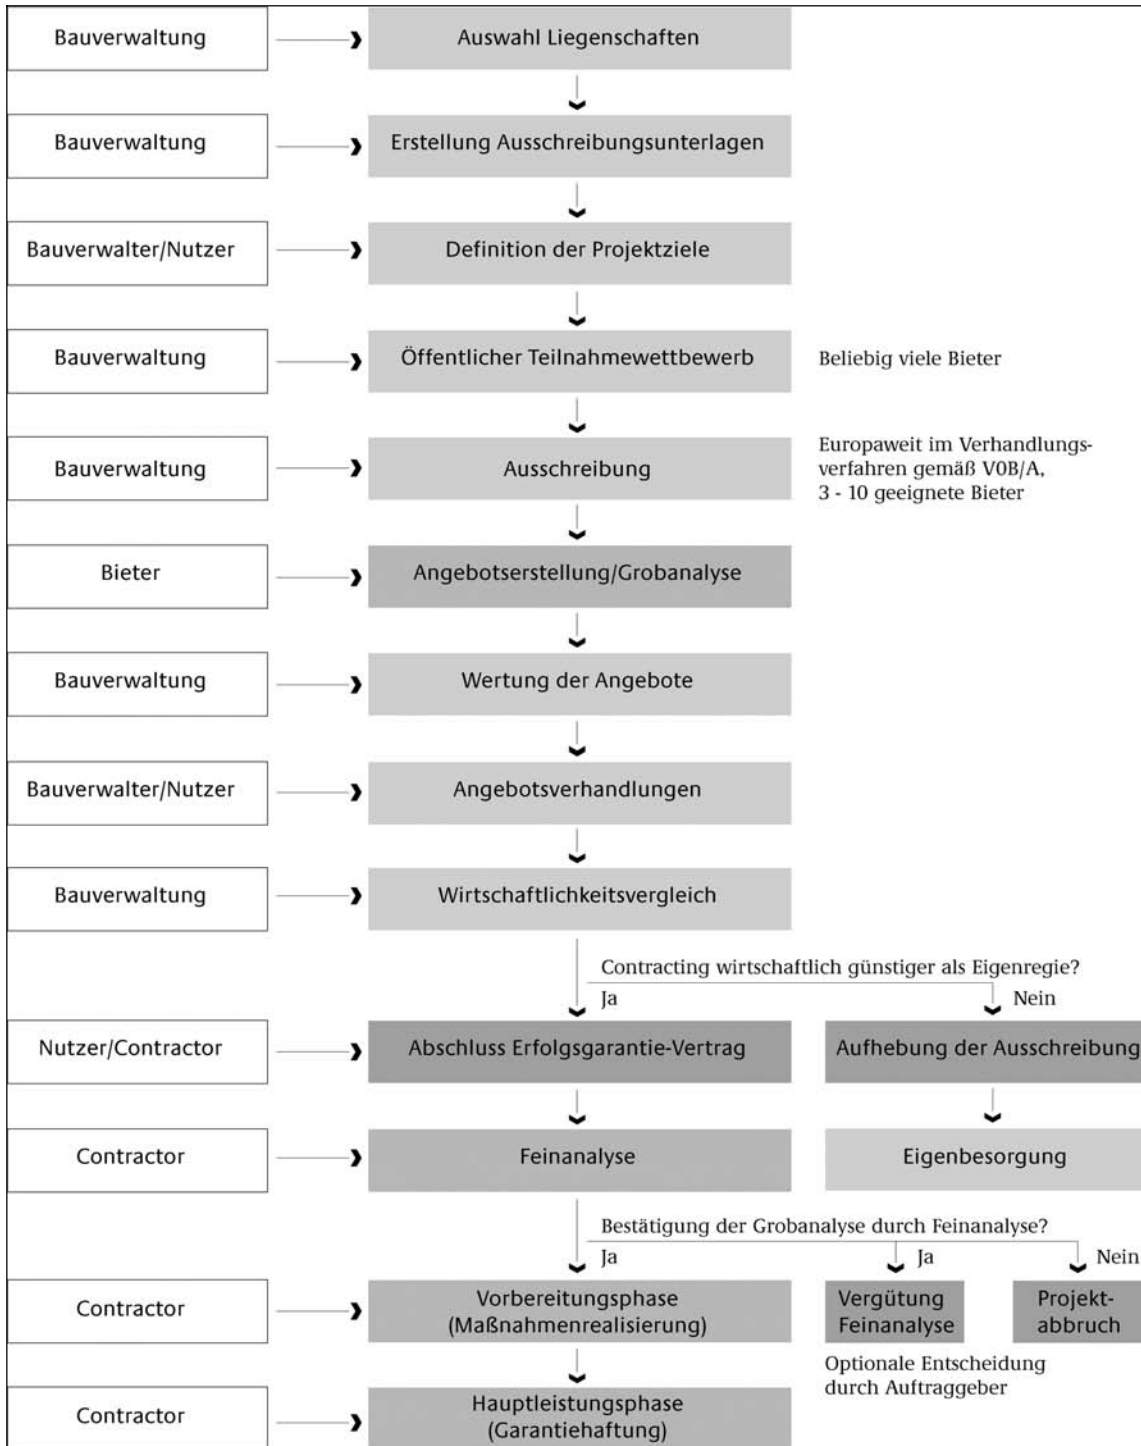 Bauverwaltung
Auswahl Liegenschaften
Bauverwaltung
Erstellung Ausschreibungsunterlagen
Bauverwalter/Nutzer
Definition der Projektziele
Bauverwaltung
Öffentlicher Teilnahmewettbewerb
Beliebig viele Bieter
Bauverwaltung
Ausschreibung
Europaweit im Verhandlungs-
verfahren gemäß V0B/A,
3 - 10 geeignete Bieter
Bieter
Angebotserstellung/Grobanalyse
Bauverwaltung
Wertung der Angebote
Bauverwalter/Nutzer
Angebotsverhandlungen
Bauverwaltung
Wirtschaftlichkeitsvergleich
Contracting wirtschaftlich günstiger als Eigenregie?
Ja
Nein
Nutzer/Contractor
Abschluss Erfolgsgarantie-Vertrag
Aufhebung der Ausschreibung
Contractor
Feinanalyse
Eigenbesorgung
Bestätigung der Grobanalyse durch Feinanalyse?
Ja
Ja
Nein
Contractor
Vorbereitungsphase
(Maßnahmenrealisierung)
Vergütung
Feinanalyse
Projekt-
abbruch
Optionale Entscheidung
durch Auftraggeber
Contractor
Hauptleistungsphase
(Garantiehaftung)